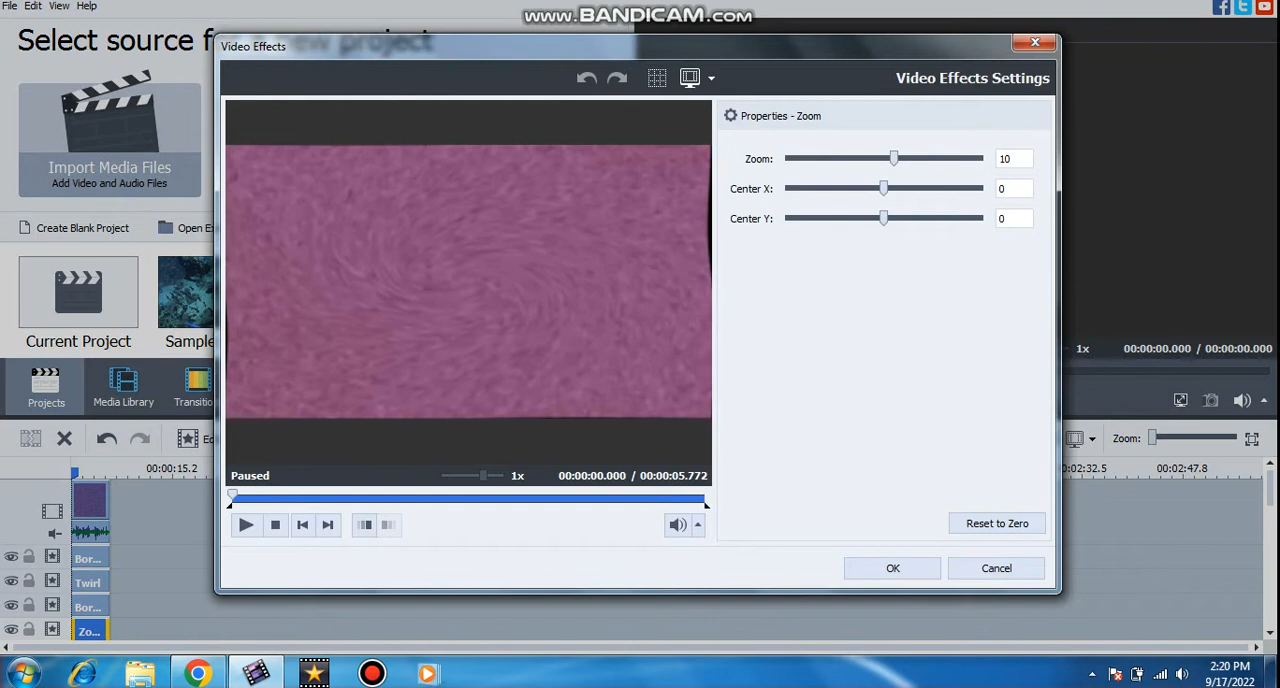 File Edit View Help
www.BANDICAM.com
Select source for a new project
Video Effects
Video Effects Settings
Properties - Zoom
Zoom: 10
Center X: 0
Center Y: 0
Import Media Files
Add Video and Audio Files
Create Blank Project
Open Ex
Current Project
Sample
Projects
Media Library
Transitio
1x 00:00:00.000 / 00:00:00.000
Paused 1x 00:00:00.000 / 00:00:05.772
Reset to Zero
OK
Cancel
Zoom:
00:00:15.2
:02:32.5 00:02:47.8
Bor...
Twirl
Bor...
Zo...
2:20 PM
9/17/2022